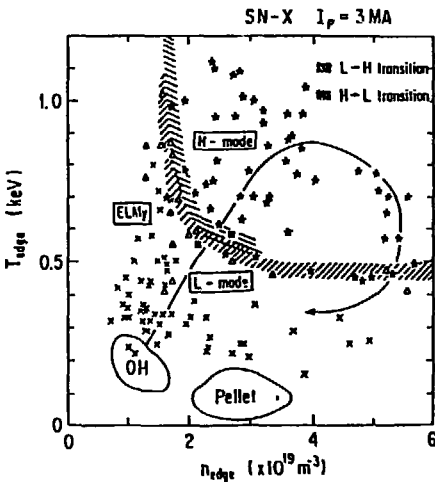 SN-X I_P = 3 MA
L-H transition
H-L transition
H-mode
ELMy
L-mode
OH
Pellet
1.0
0.5
0
0 2 4 6
T_edge (keV)
n_edge (x10^19 m^-3)